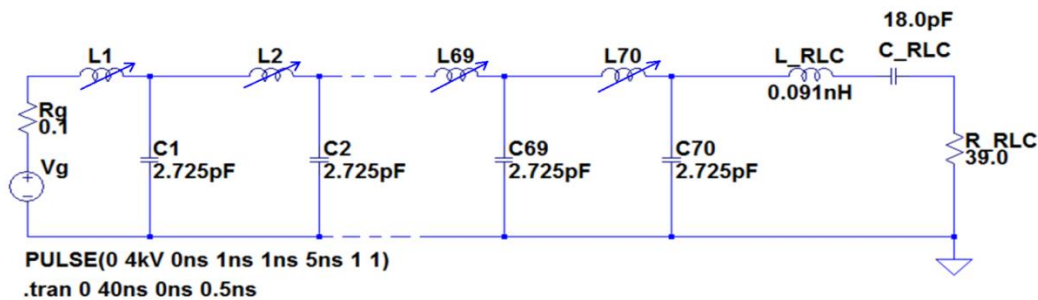 18.0pF
L1
L2
L69
L70
L_RLC
C_RLC
0.091nH
Rg
0.1
C1
2.725pF
C2
2.725pF
C69
2.725pF
C70
2.725pF
R_RLC
39.0
Vg
PULSE(0 4kV 0ns 1ns 1ns 5ns 1 1)
.tran 0 40ns 0ns 0.5ns